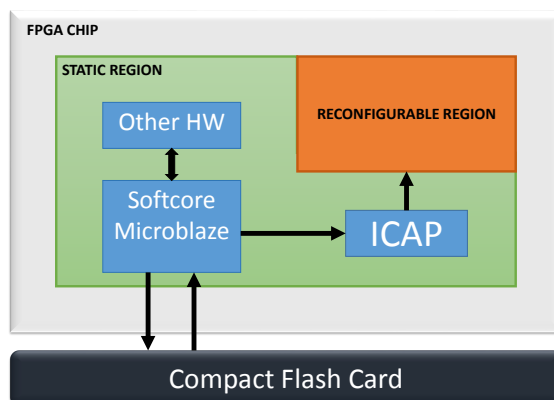 FPGA CHIP
STATIC REGION
RECONFIGURABLE REGION
Other HW
Softcore
Microblaze
ICAP
Compact Flash Card